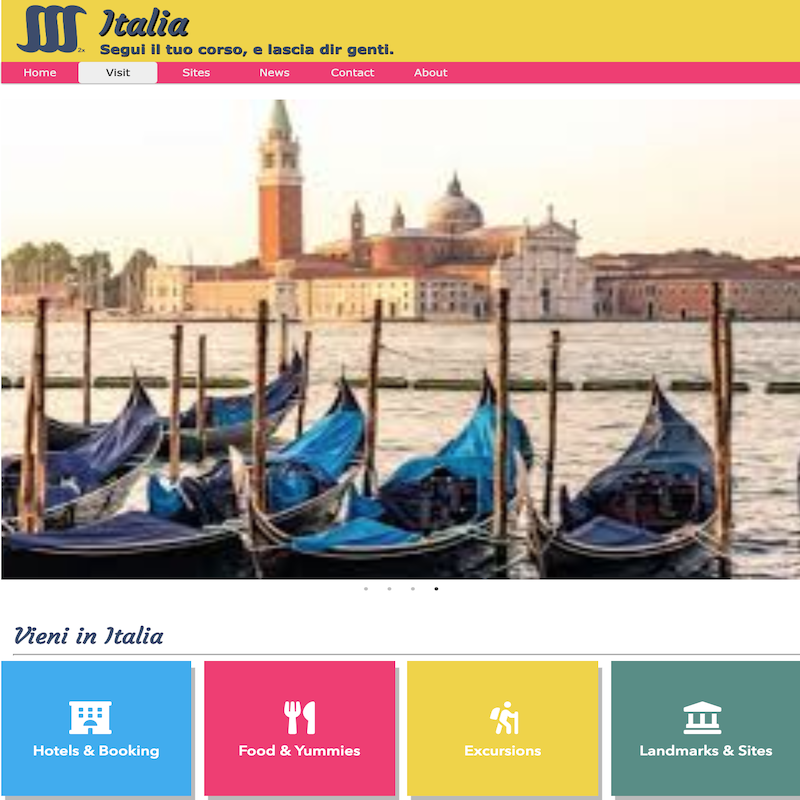 Italia
2x
Segui il tuo corso, e lascia dir genti.
Home Visit Sites News Contact About
Vieni in Italia
Hotels & Booking Food & Yummies Excursions Landmarks & Sites